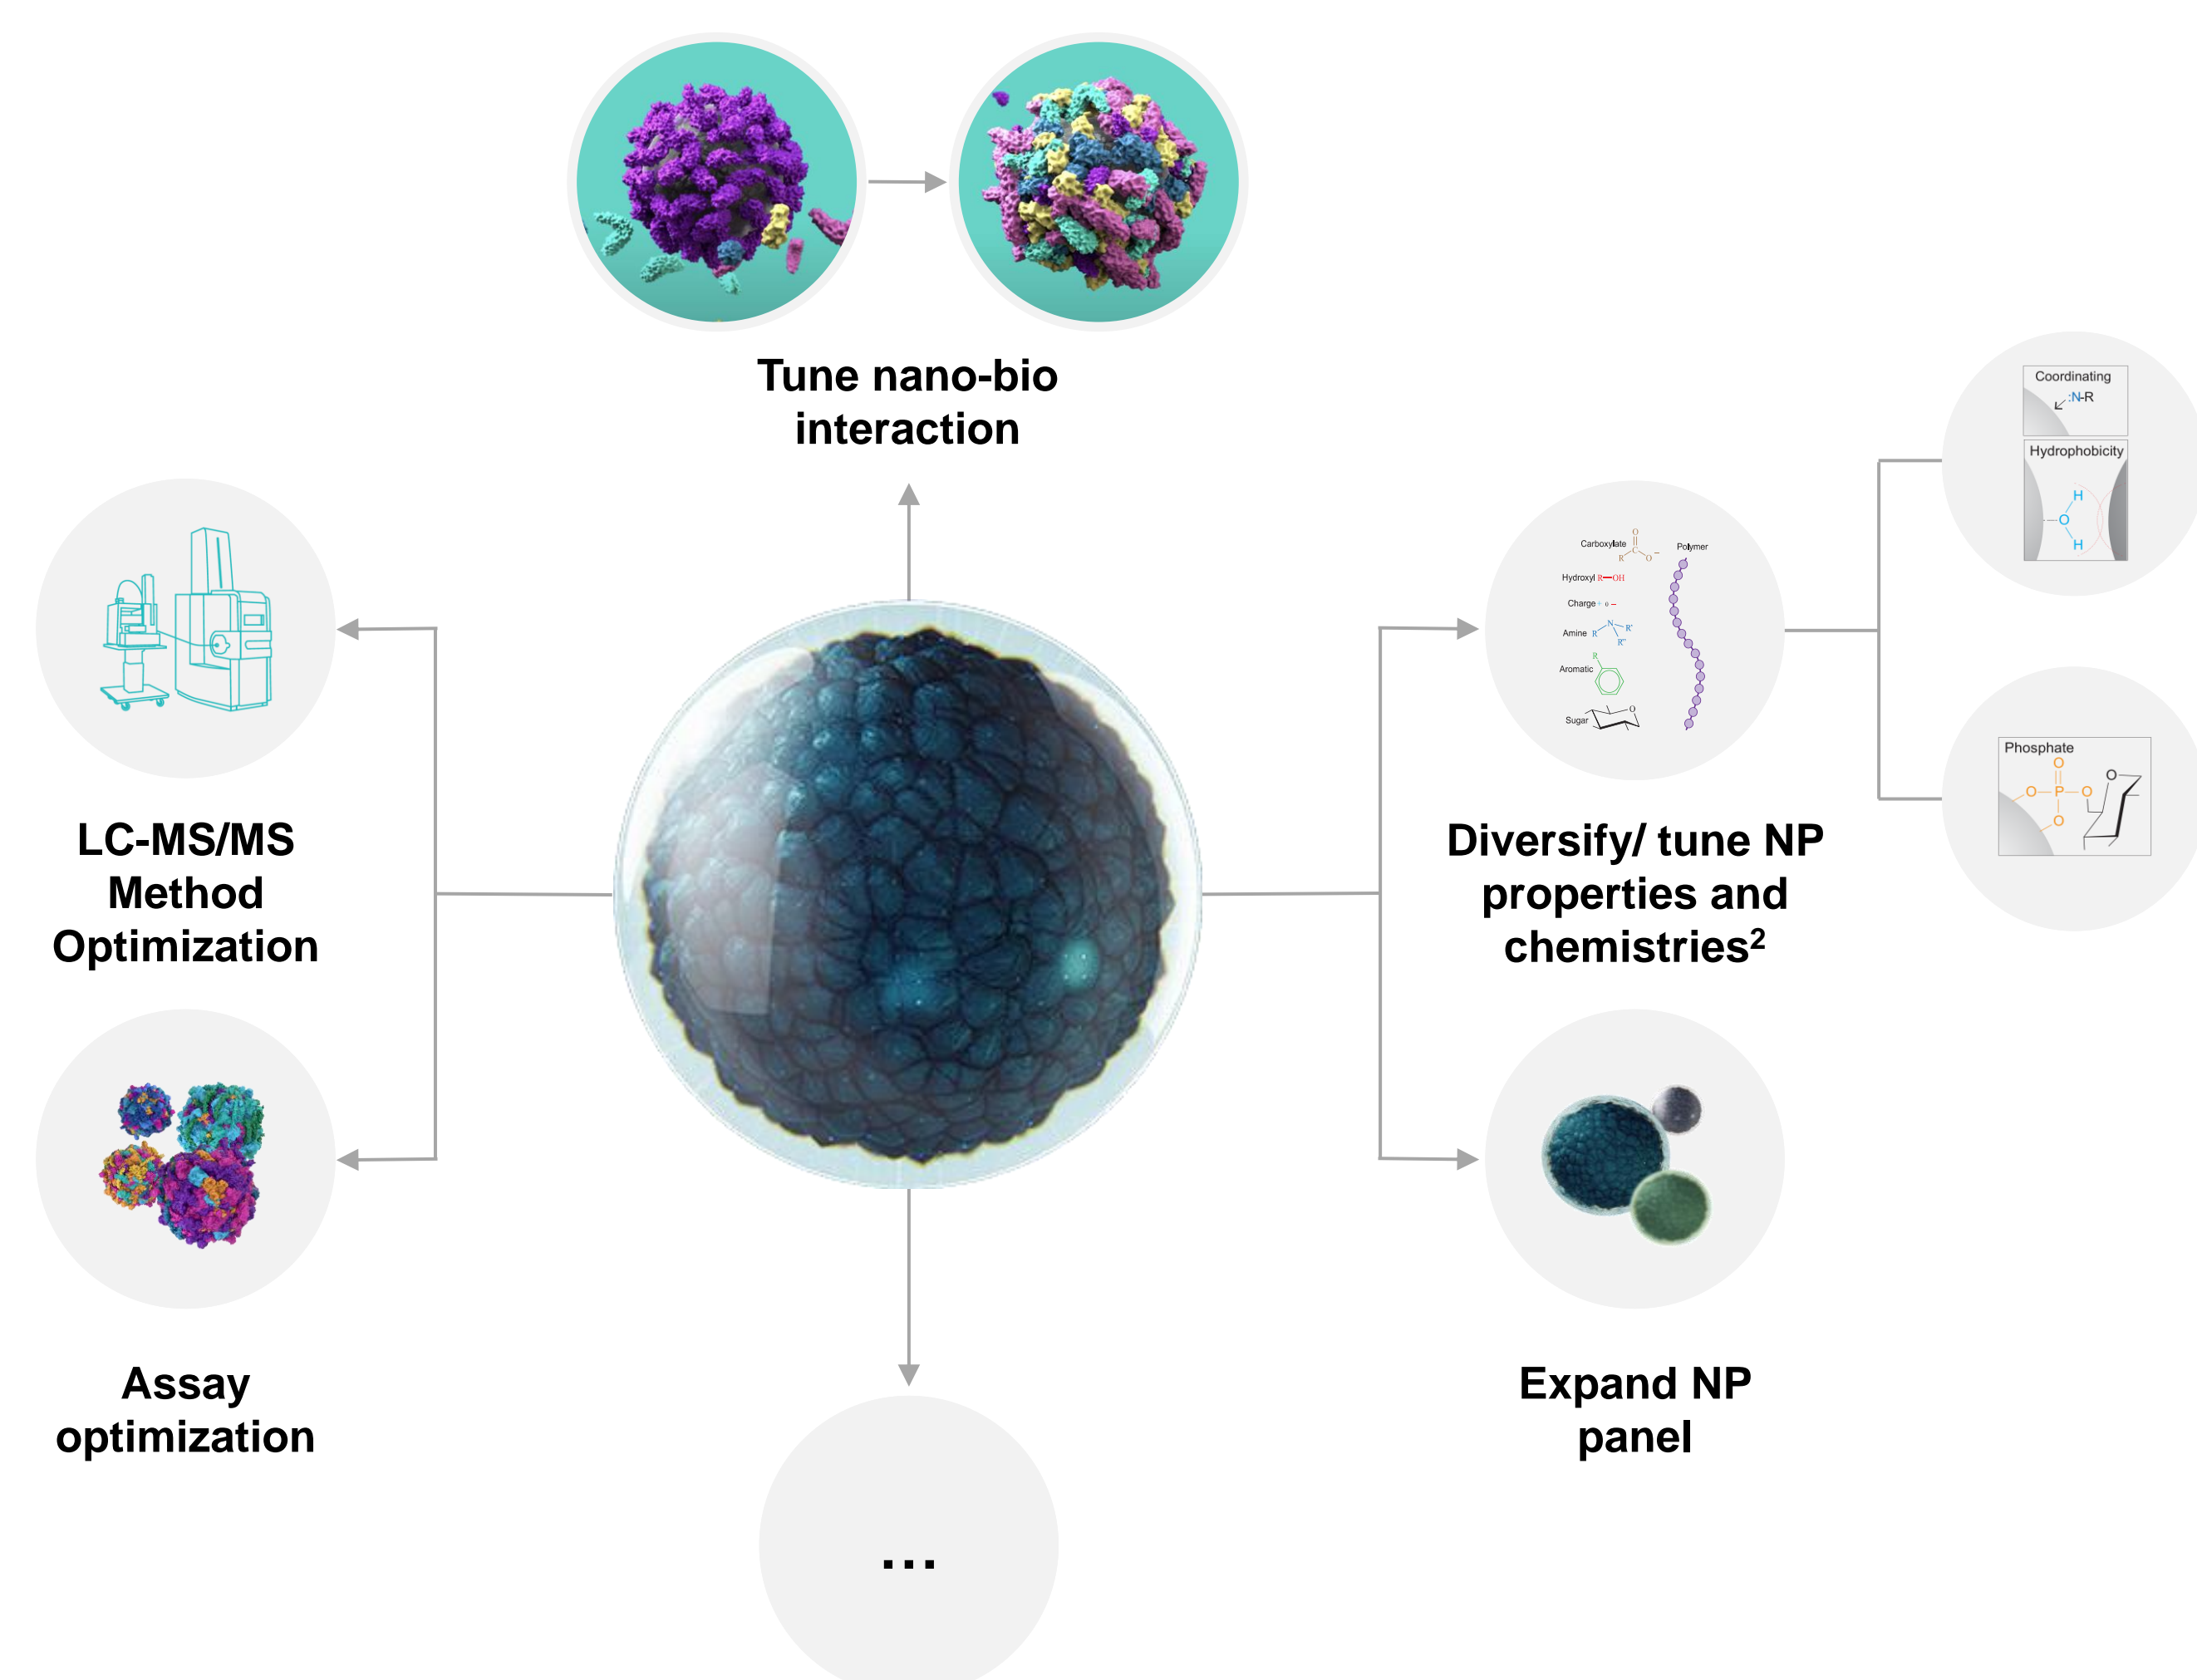 Tune nano-bio
interaction
Coordinating
:N-R
Hydrophobicity
H
O
H
Carboxylate
O
R
C
O
−
Polymer
Hydroxyl R—OH
Charge + e −
Amine
R
N
R'
R''
Aromatic
R
Sugar
O
Phosphate
O
O
P
O
O
O
LC-MS/MS
Method
Optimization
Diversify/ tune NP
properties and
chemistries²
Assay
optimization
Expand NP
panel
...